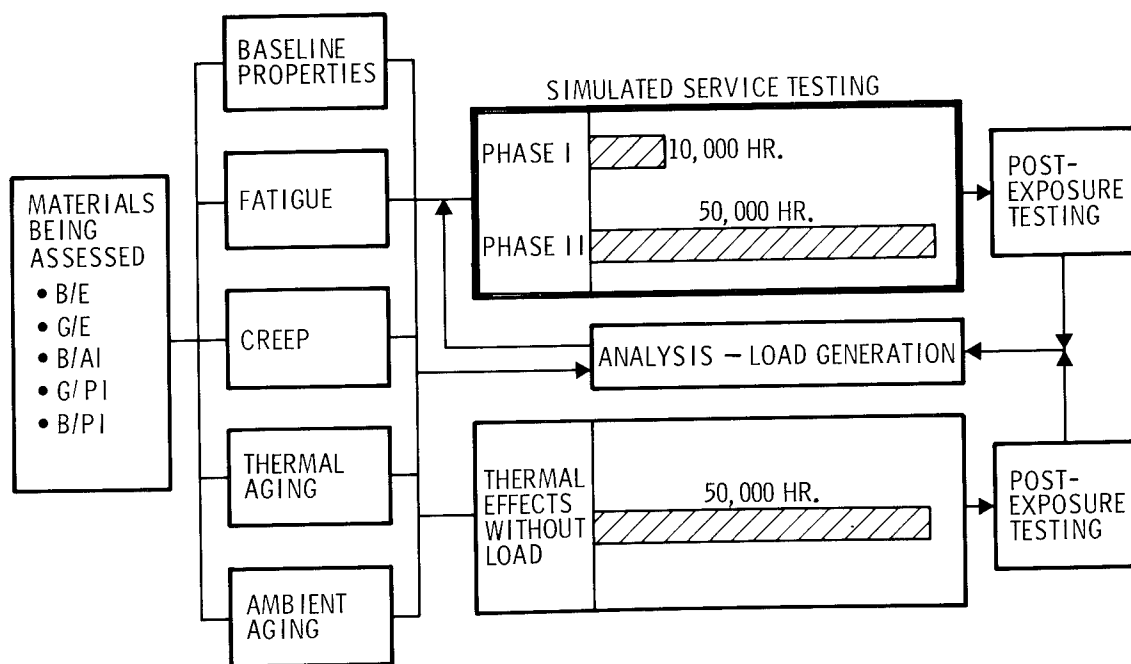 MATERIALS
BEING
ASSESSED
• B/E
• G/E
• B/Al
• G/PI
• B/PI
BASELINE
PROPERTIES
FATIGUE
CREEP
THERMAL
AGING
AMBIENT
AGING
SIMULATED SERVICE TESTING
PHASE I
10,000 HR.
50,000 HR.
PHASE II
ANALYSIS – LOAD GENERATION
THERMAL
EFFECTS
WITHOUT
LOAD
50,000 HR.
POST-
EXPOSURE
TESTING
POST-
EXPOSURE
TESTING